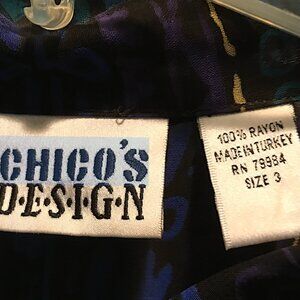 CHICO'S
D·E·S·I·G·N
100% RAYON
MADE IN TURKEY
RN 79984
SIZE 3